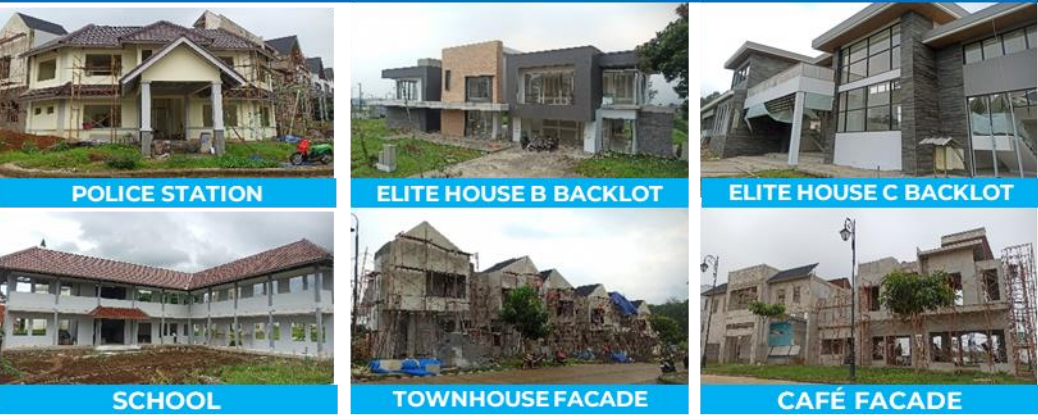 POLICE STATION
ELITE HOUSE B BACKLOT
ELITE HOUSE C BACKLOT
SCHOOL
TOWNHOUSE FACADE
CAFÉ FACADE